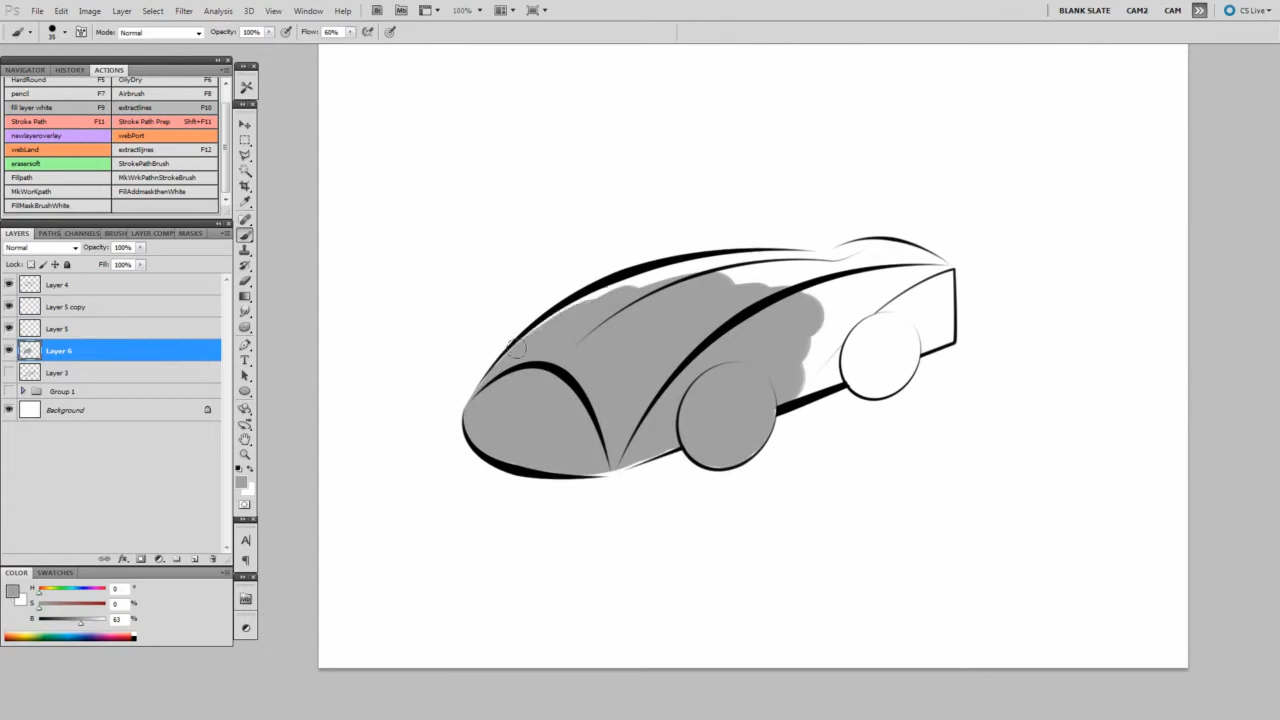 Ps File Edit Image Layer Select Filter Analysis 3D View Window Help Br Mb 100% BLANK SLATE CAM2 CAM CS Live
35 Mode: Normal Opacity: 100% Flow: 60%
NAVIGATOR HISTORY ACTIONS
HardRound F5 OilyDry F6
pencil F7 Airbrush F8
fill layer white F9 extractlines F10
Stroke Path F11 Stroke Path Prep Shft+F11
newlayeroverlay webPort
webLand extractlines F12
erasersoft StrokePathBrush
Fillpath MkWrkPathnStrokeBrush
MkWorKpath FillAddmaskthenWhite
FillMaskBrushWhite
LAYERS PATHS CHANNELS BRUSH LAYER COMP MASKS
Normal Opacity: 100%
Lock: Fill: 100%
Layer 4
Layer 5 copy
Layer 5
Layer 6
Layer 3
Group 1
Background
COLOR SWATCHES
H 0 °
S 0 %
B 63 %